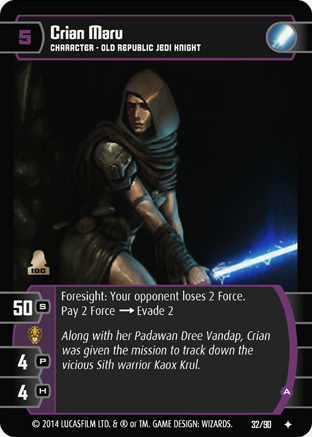 5
Crian Maru
CHARACTER - OLD REPUBLIC JEDI KNIGHT
IDC
50 S
4 P
4 H
Foresight: Your opponent loses 2 Force.
Pay 2 Force → Evade 2
Along with her Padawan Dree Vandap, Crian
was given the mission to track down the
vicious Sith warrior Kaox Krul.
A
© 2014 LUCASFILM LTD. & ® OR TM. GAME DESIGN: WIZARDS. 32/90